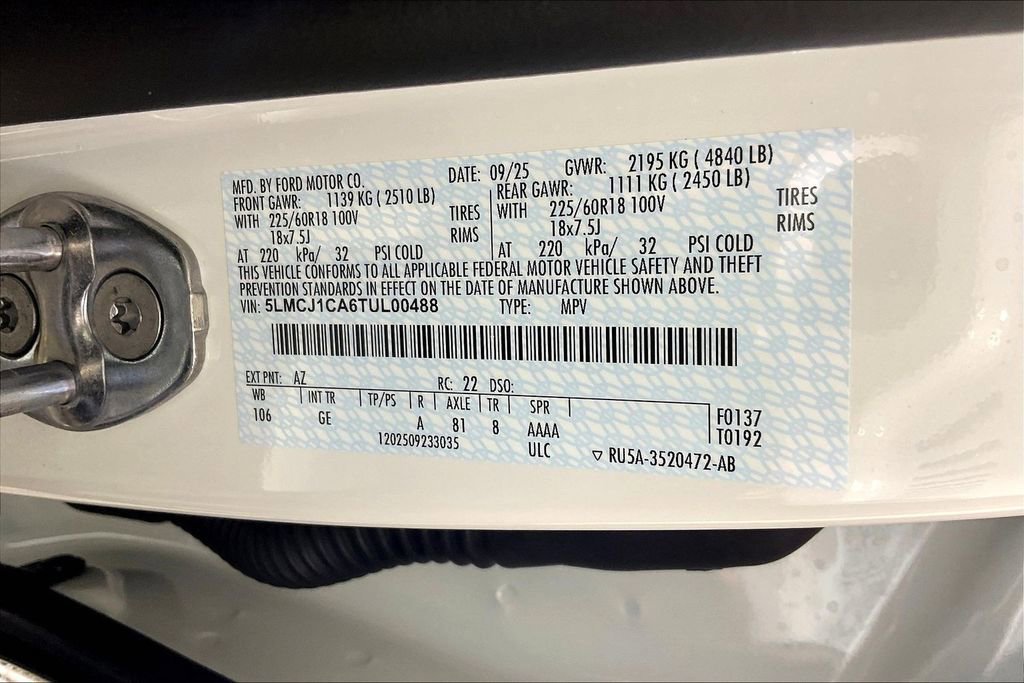 MFD. BY FORD MOTOR CO. DATE: 09/25 GVWR: 2195 KG ( 4840 LB)
FRONT GAWR: 1139 KG ( 2510 LB) REAR GAWR: 1111 KG ( 2450 LB)
WITH 225/60R18 100V TIRES WITH 225/60R18 100V TIRES
18x7.5J RIMS 18x7.5J RIMS
AT 220 kPa/ 32 PSI COLD AT 220 kPa/ 32 PSI COLD
THIS VEHICLE CONFORMS TO ALL APPLICABLE FEDERAL MOTOR VEHICLE SAFETY AND THEFT
PREVENTION STANDARDS IN EFFECT ON THE DATE OF MANUFACTURE SHOWN ABOVE.
VIN: 5LMCJ1CA6TUL00488 TYPE: MPV
EXT PNT: AZ RC: 22 DSO:
WB INT TR TP/PS R AXLE TR SPR F0137
106 GE A 81 8 AAAA T0192
1202509233035 ULC RU5A-3520472-AB